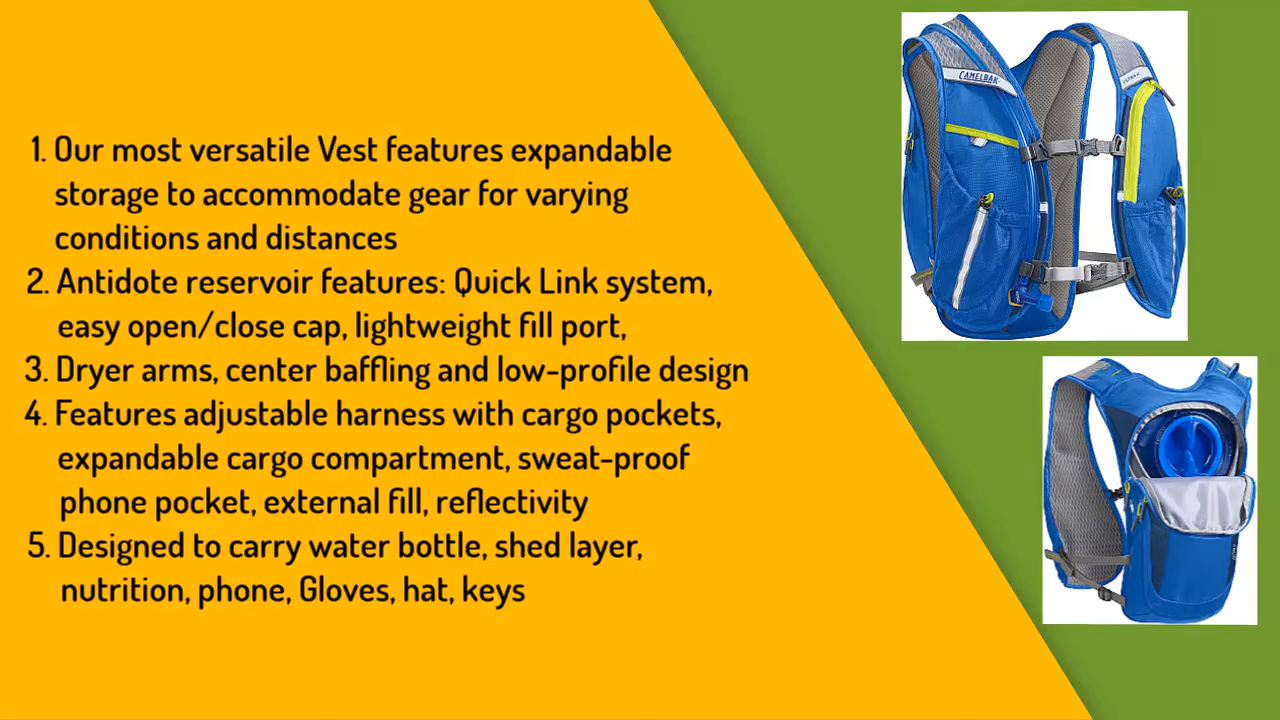 1. Our most versatile Vest features expandable
storage to accommodate gear for varying
conditions and distances
2. Antidote reservoir features: Quick Link system,
easy open/close cap, lightweight fill port,
3. Dryer arms, center baffling and low-profile design
4. Features adjustable harness with cargo pockets,
expandable cargo compartment, sweat-proof
phone pocket, external fill, reflectivity
5. Designed to carry water bottle, shed layer,
nutrition, phone, Gloves, hat, keys
CAMELBAK